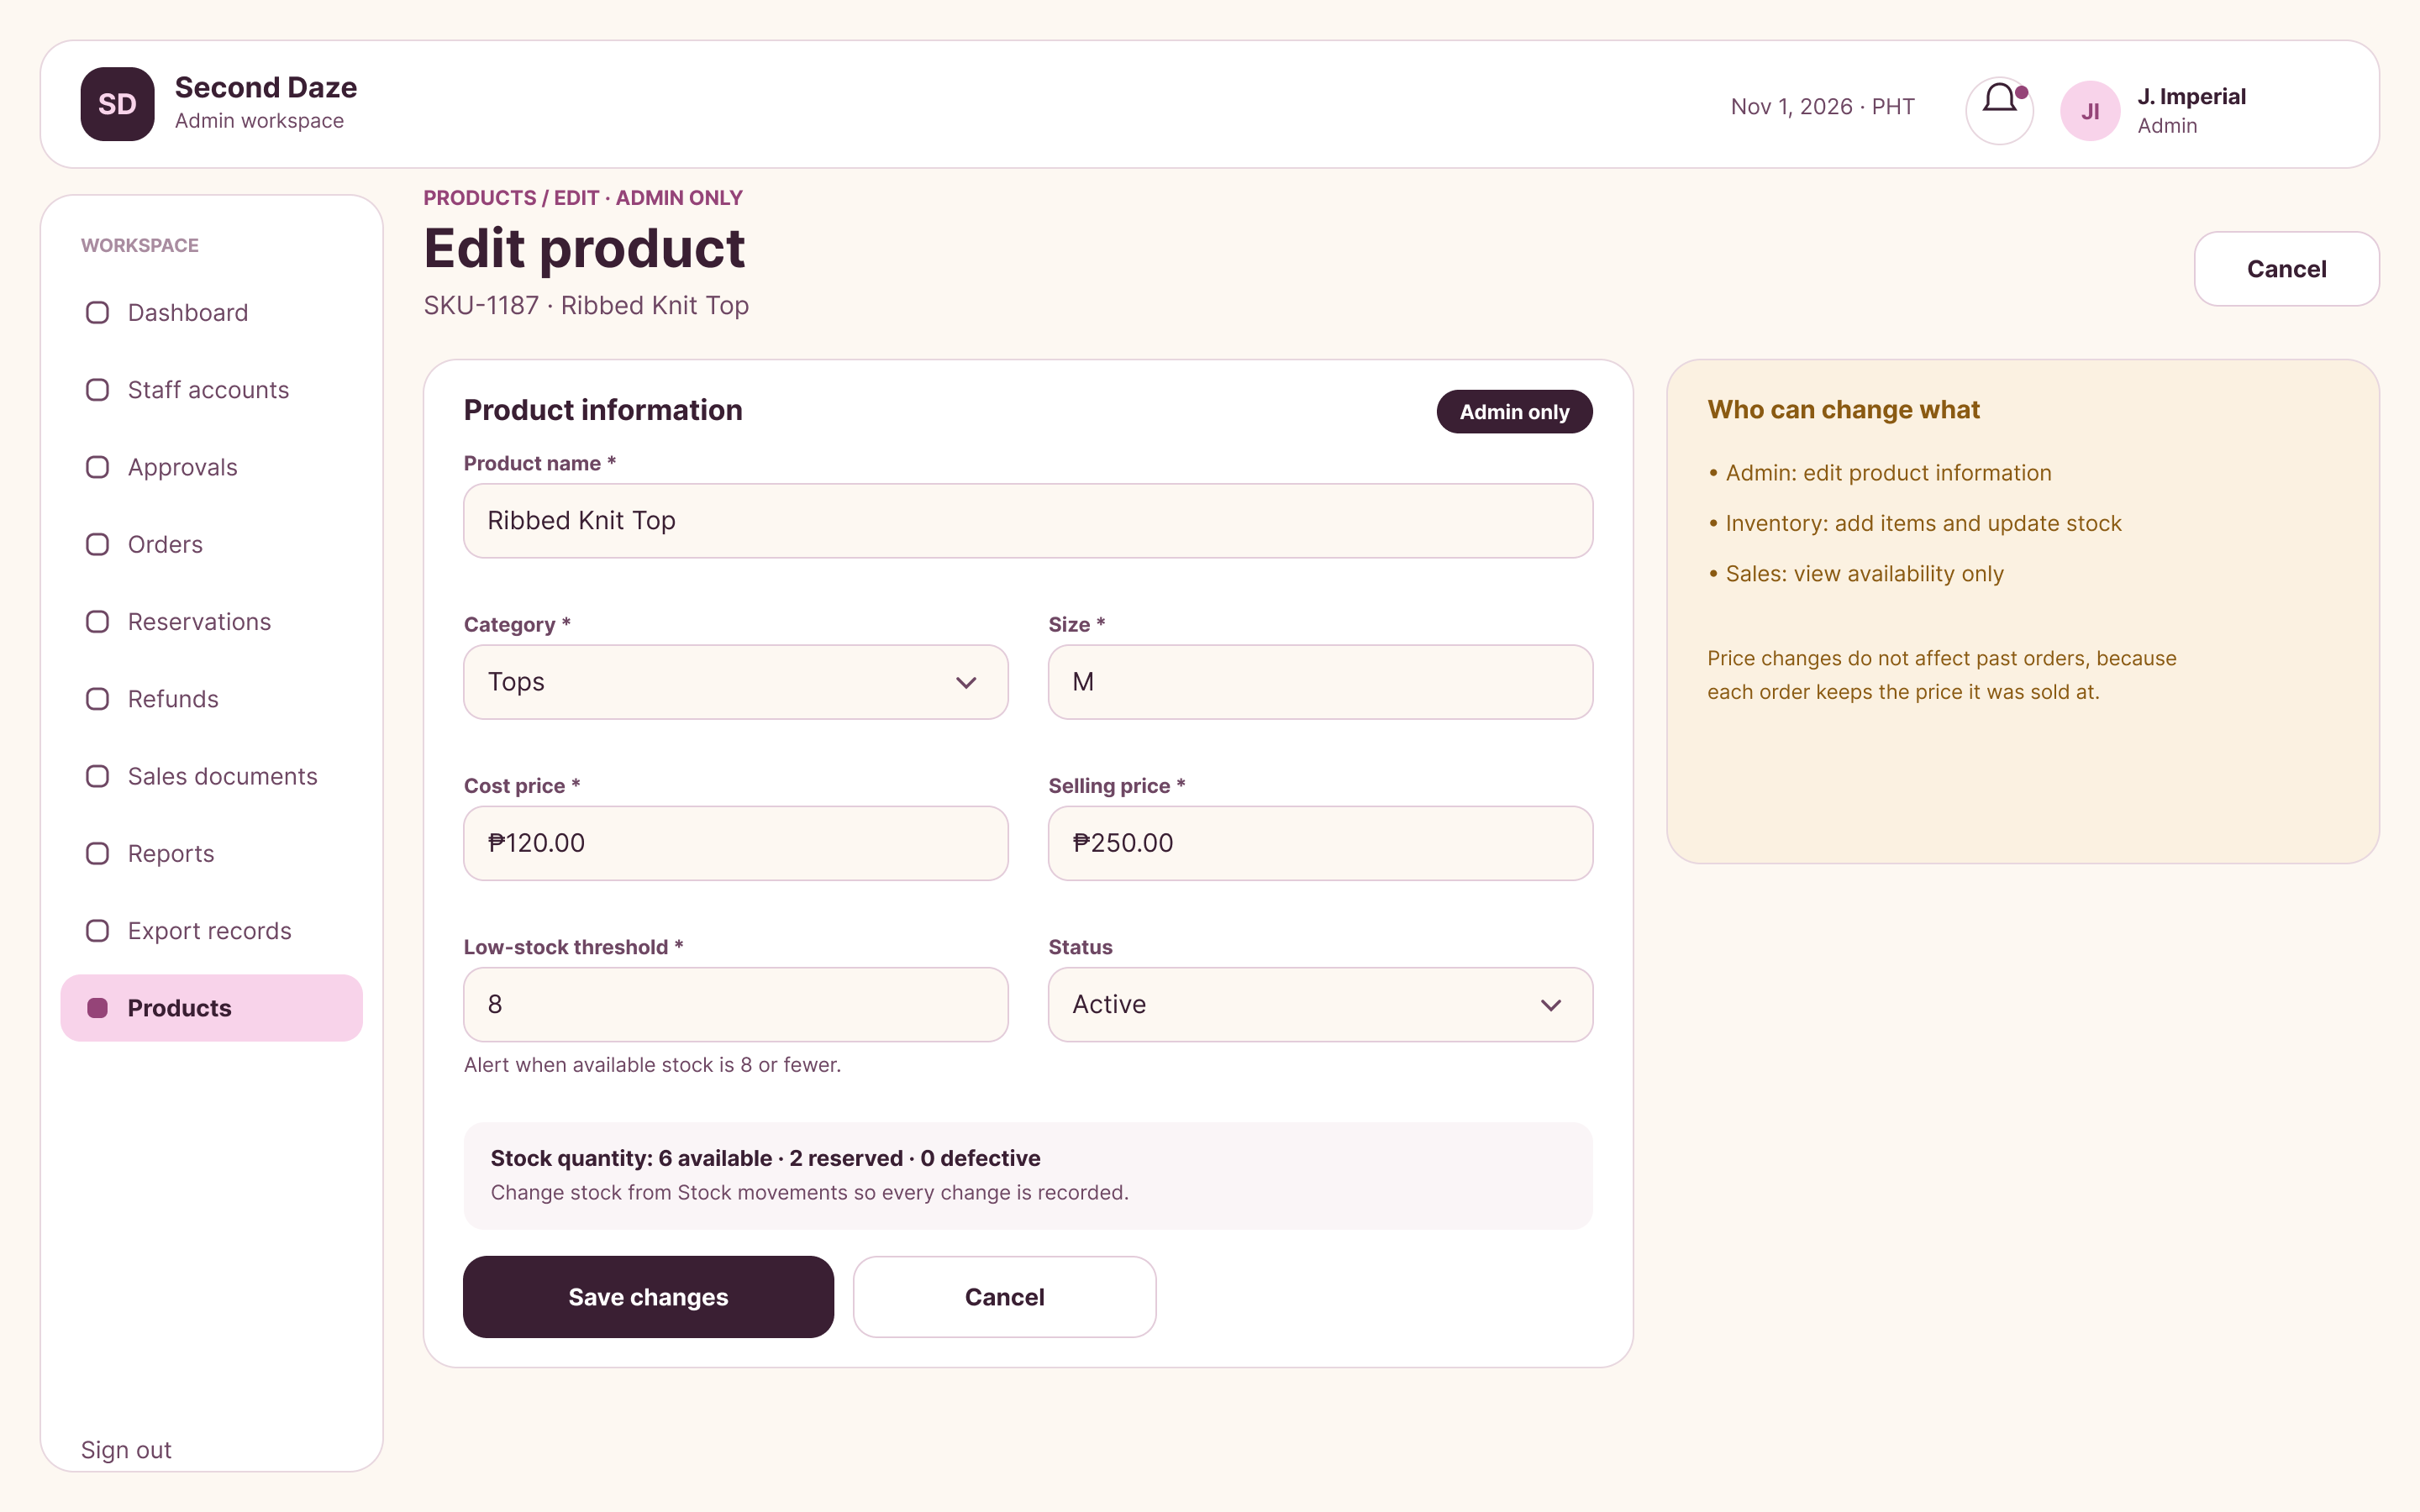 SD
Second Daze
Admin workspace
Nov 1, 2026 · PHT
JI
J. Imperial
Admin
WORKSPACE
Dashboard
Staff accounts
Approvals
Orders
Reservations
Refunds
Sales documents
Reports
Export records
Products
Sign out
PRODUCTS / EDIT · ADMIN ONLY
Edit product
SKU-1187 · Ribbed Knit Top
Cancel
Product information
Admin only
Product name *
Ribbed Knit Top
Category *
Tops
Size *
M
Cost price *
₱120.00
Selling price *
₱250.00
Low-stock threshold *
8
Alert when available stock is 8 or fewer.
Status
Active
Stock quantity: 6 available · 2 reserved · 0 defective
Change stock from Stock movements so every change is recorded.
Save changes
Cancel
Who can change what
• Admin: edit product information
• Inventory: add items and update stock
• Sales: view availability only
Price changes do not affect past orders, because
each order keeps the price it was sold at.